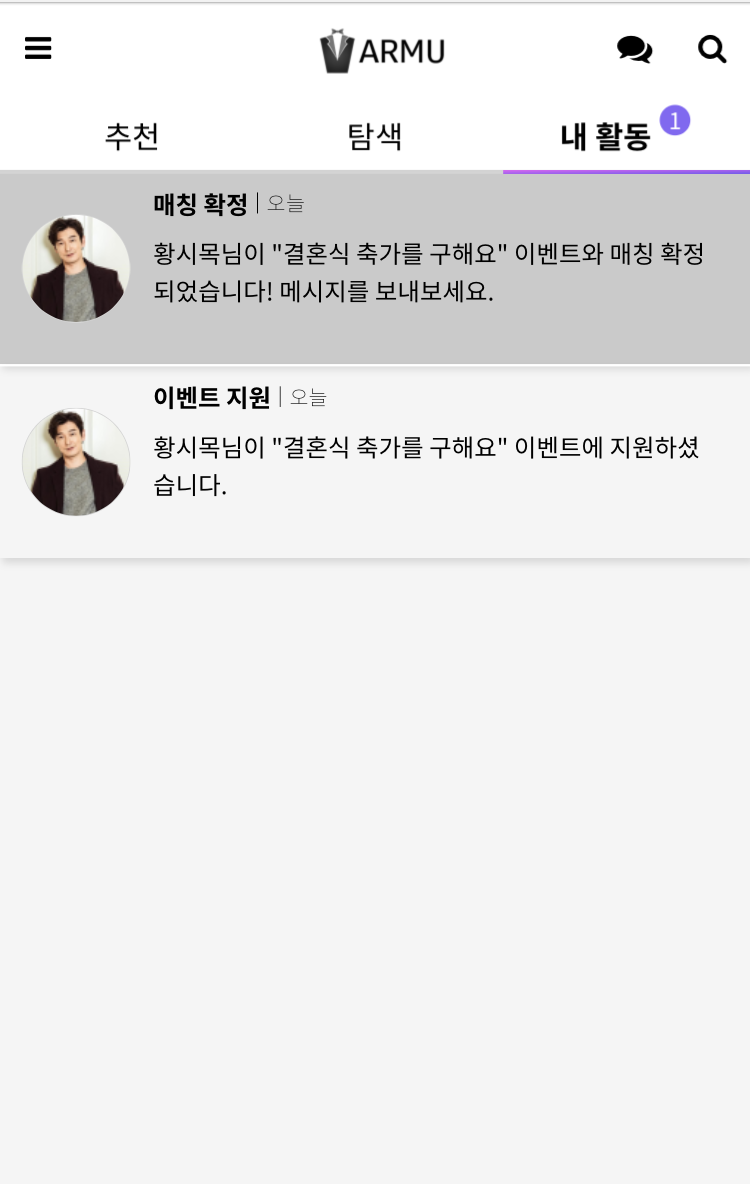 ARMU
추천 탐색 내 활동 1
매칭 확정 | 오늘
황시목님이 "결혼식 축가를 구해요" 이벤트와 매칭 확정
되었습니다! 메시지를 보내보세요.
이벤트 지원 | 오늘
황시목님이 "결혼식 축가를 구해요" 이벤트에 지원하셨
습니다.